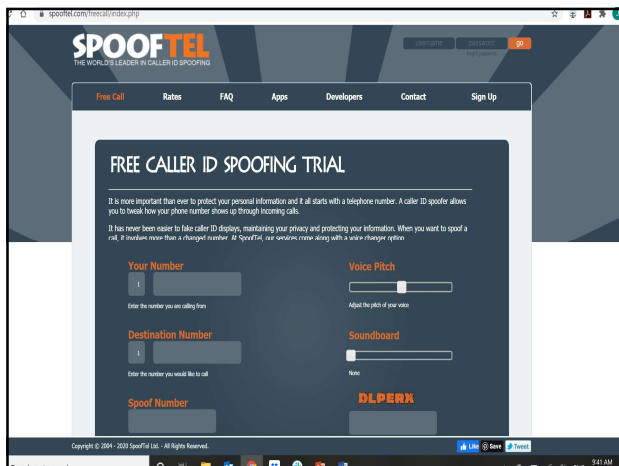 spooftel.com/freecall/index.php
SPOOFTEL
THE WORLD'S LEADER IN CALLER ID SPOOFING
username password go
Free Call Rates FAQ Apps Developers Contact Sign Up
FREE CALLER ID SPOOFING TRIAL
It is more important than ever to protect your personal information and it all starts with a telephone number. A caller ID spoofer allows
you to tweak how your phone number shows up through incoming calls.
It has never been easier to fake caller ID displays, maintaining your privacy and protecting your information. When you want to spoof a
call, it involves more than a changed number. At SpoofTel, our services come along with a voice changer option
Your Number
1
Enter the number you are calling from
Voice Pitch
Adjust the pitch of your voice
Destination Number
1
Enter the number you would like to call
Soundboard
None
Spoof Number
DLPERX
Copyright © 2004 - 2020 SpoofTel Ltd. - All Rights Reserved.
Like Save Tweet
9:41 AM